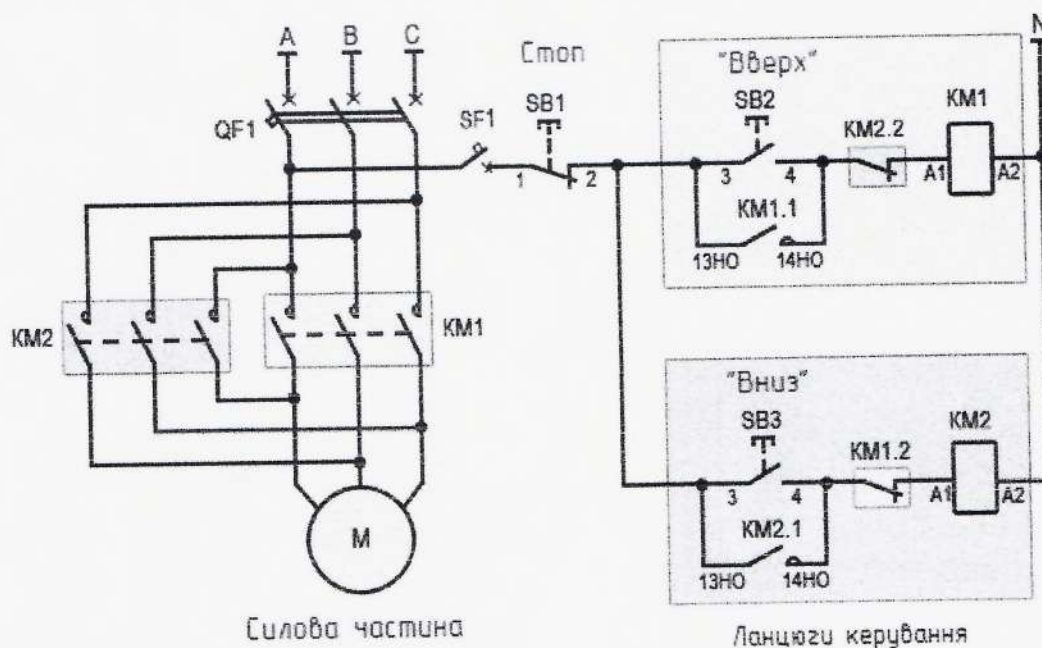 A B C
QF1
SF1
Стоп
SB1
1 2
N
"Вверх"
SB2
3 4
KM2.2
KM1
A1 A2
KM1.1
13НО 14НО
KM2
KM1
"Вниз"
SB3
3 4
KM1.2
KM2
A1 A2
KM2.1
13НО 14НО
M
Силова частина
Ланцюги керування